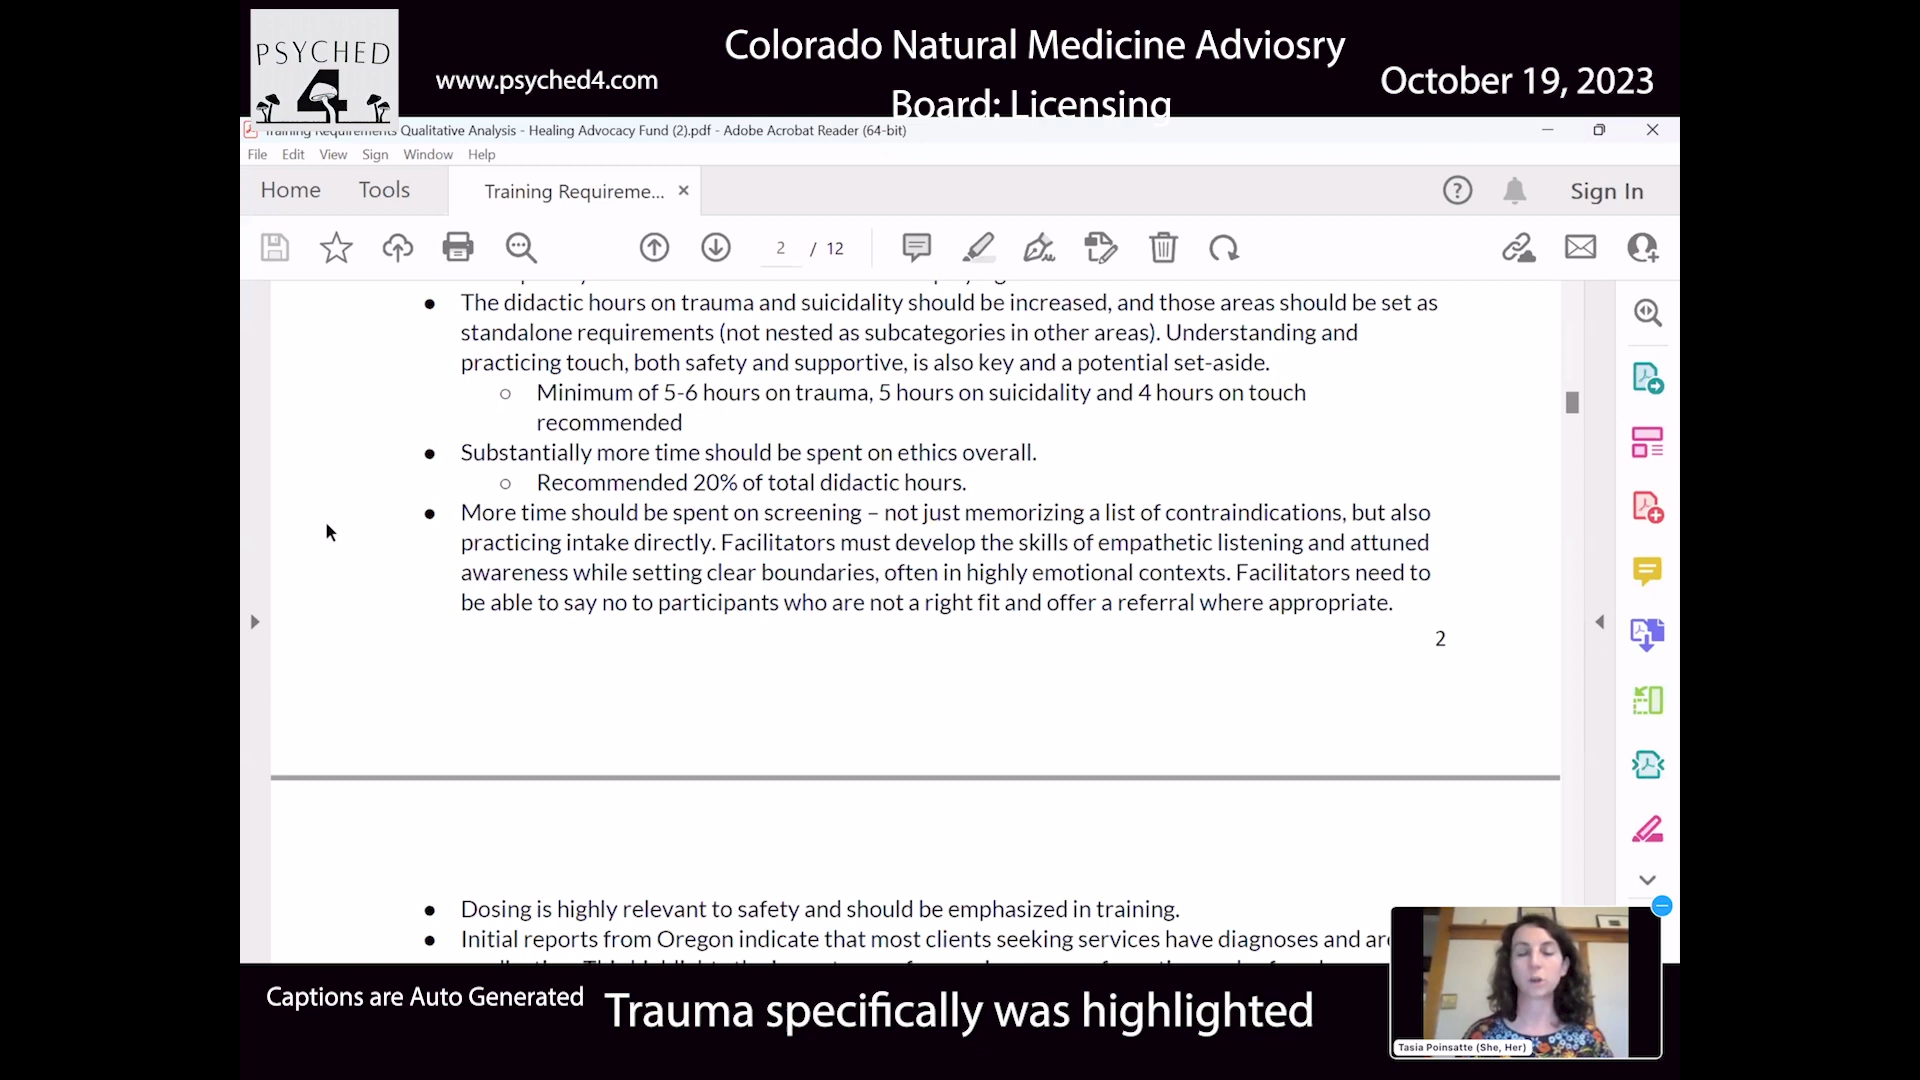 PSYCHED
4
www.psyched4.com
Colorado Natural Medicine Adviosry
Board: Licensing
October 19, 2023
Training Requirements Qualitative Analysis - Healing Advocacy Fund (2).pdf - Adobe Acrobat Reader (64-bit)
File Edit View Sign Window Help
Home Tools Training Requireme... Sign In
2 / 12
● The didactic hours on trauma and suicidality should be increased, and those areas should be set as
standalone requirements (not nested as subcategories in other areas). Understanding and
practicing touch, both safety and supportive, is also key and a potential set-aside.
○ Minimum of 5-6 hours on trauma, 5 hours on suicidality and 4 hours on touch
recommended
● Substantially more time should be spent on ethics overall.
○ Recommended 20% of total didactic hours.
● More time should be spent on screening – not just memorizing a list of contraindications, but also
practicing intake directly. Facilitators must develop the skills of empathetic listening and attuned
awareness while setting clear boundaries, often in highly emotional contexts. Facilitators need to
be able to say no to participants who are not a right fit and offer a referral where appropriate.
2
● Dosing is highly relevant to safety and should be emphasized in training.
● Initial reports from Oregon indicate that most clients seeking services have diagnoses and are
Captions are Auto Generated
Trauma specifically was highlighted
Tasia Poinsatte (She, Her)